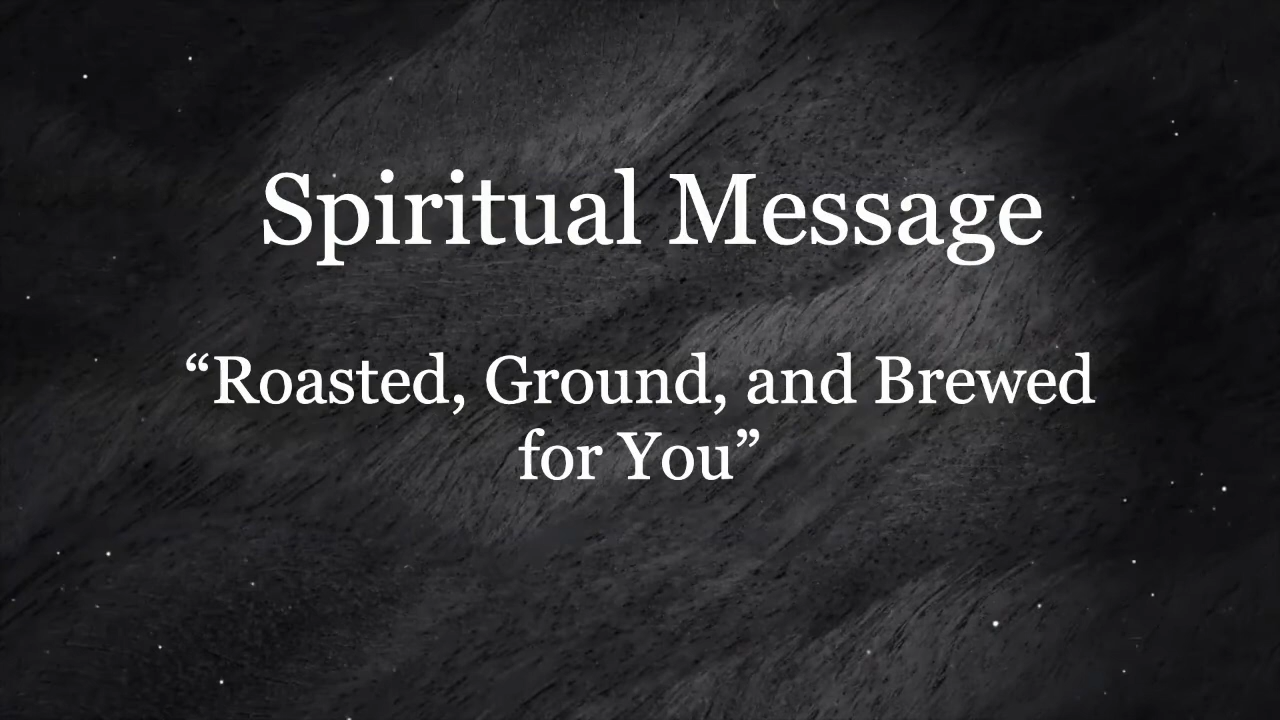 Spiritual Message
“Roasted, Ground, and Brewed
for You”